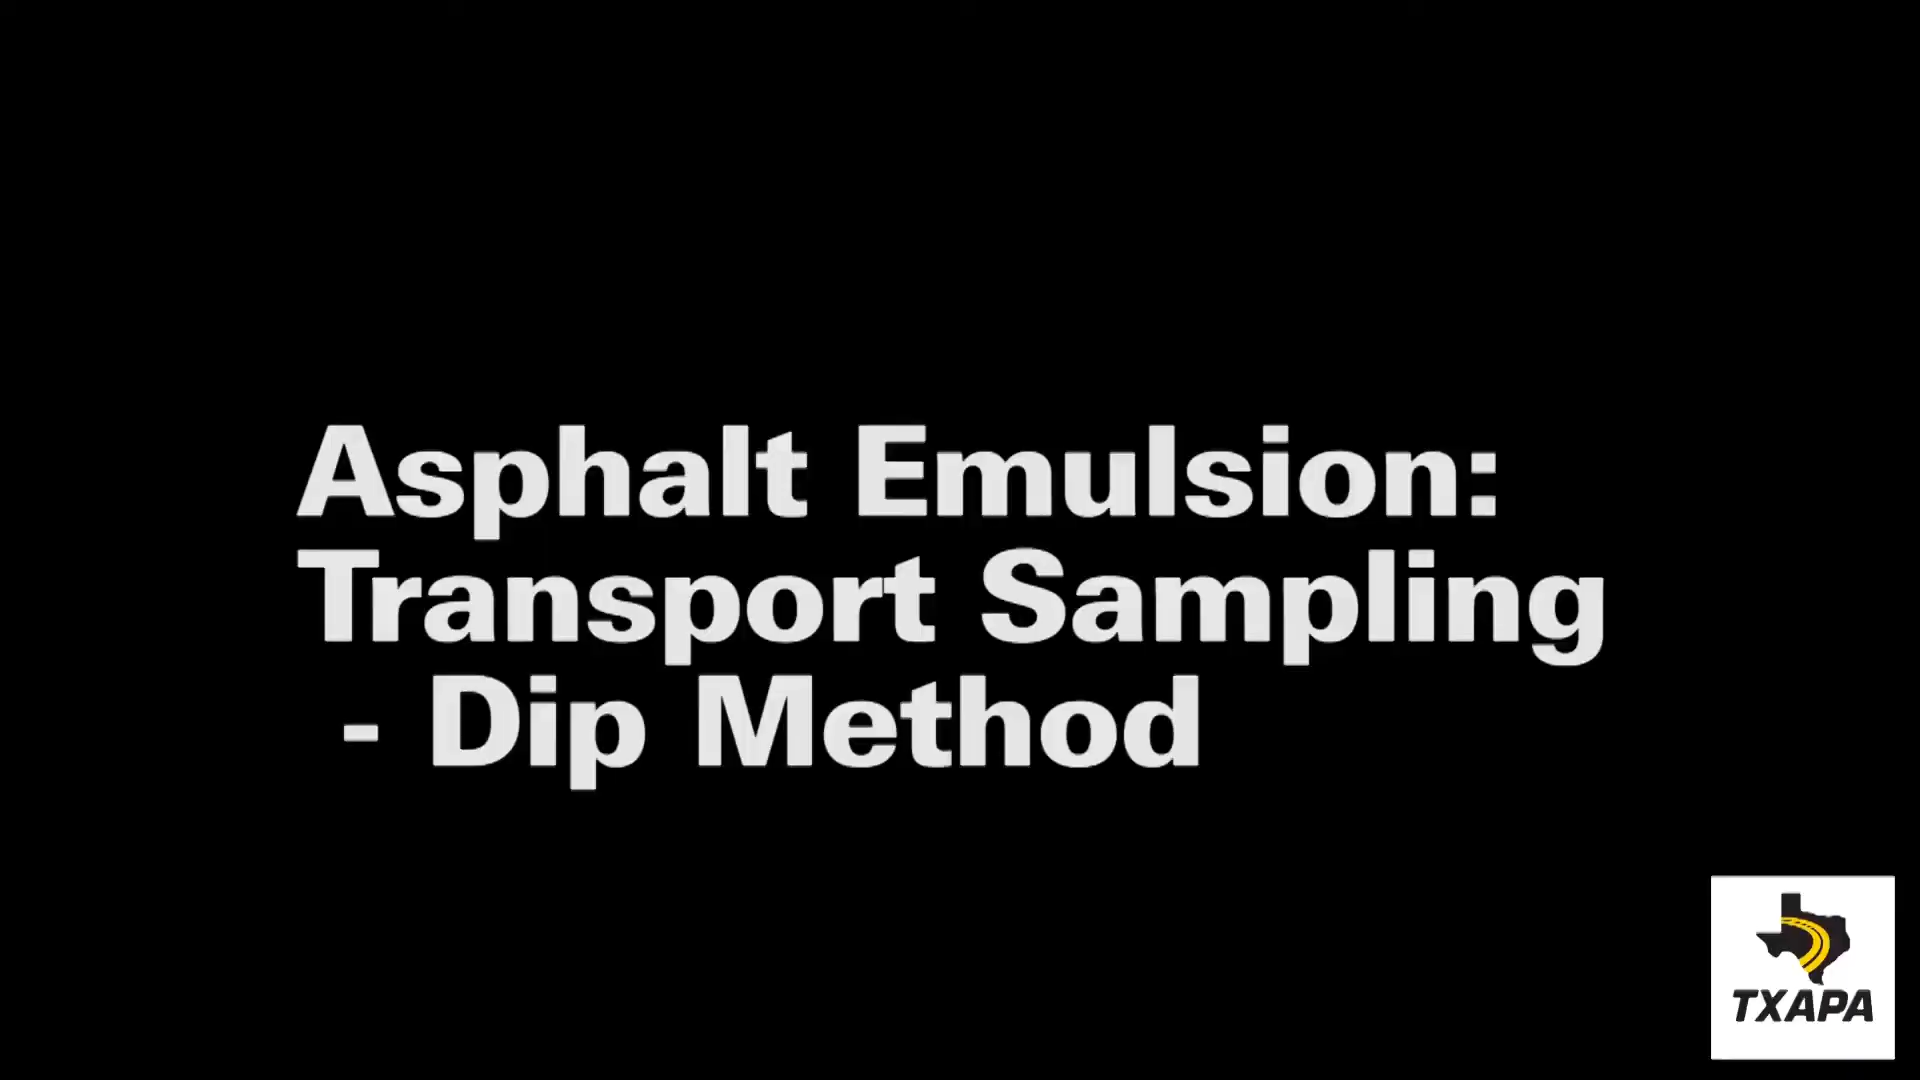 Asphalt Emulsion:
Transport Sampling
- Dip Method
TXAPA